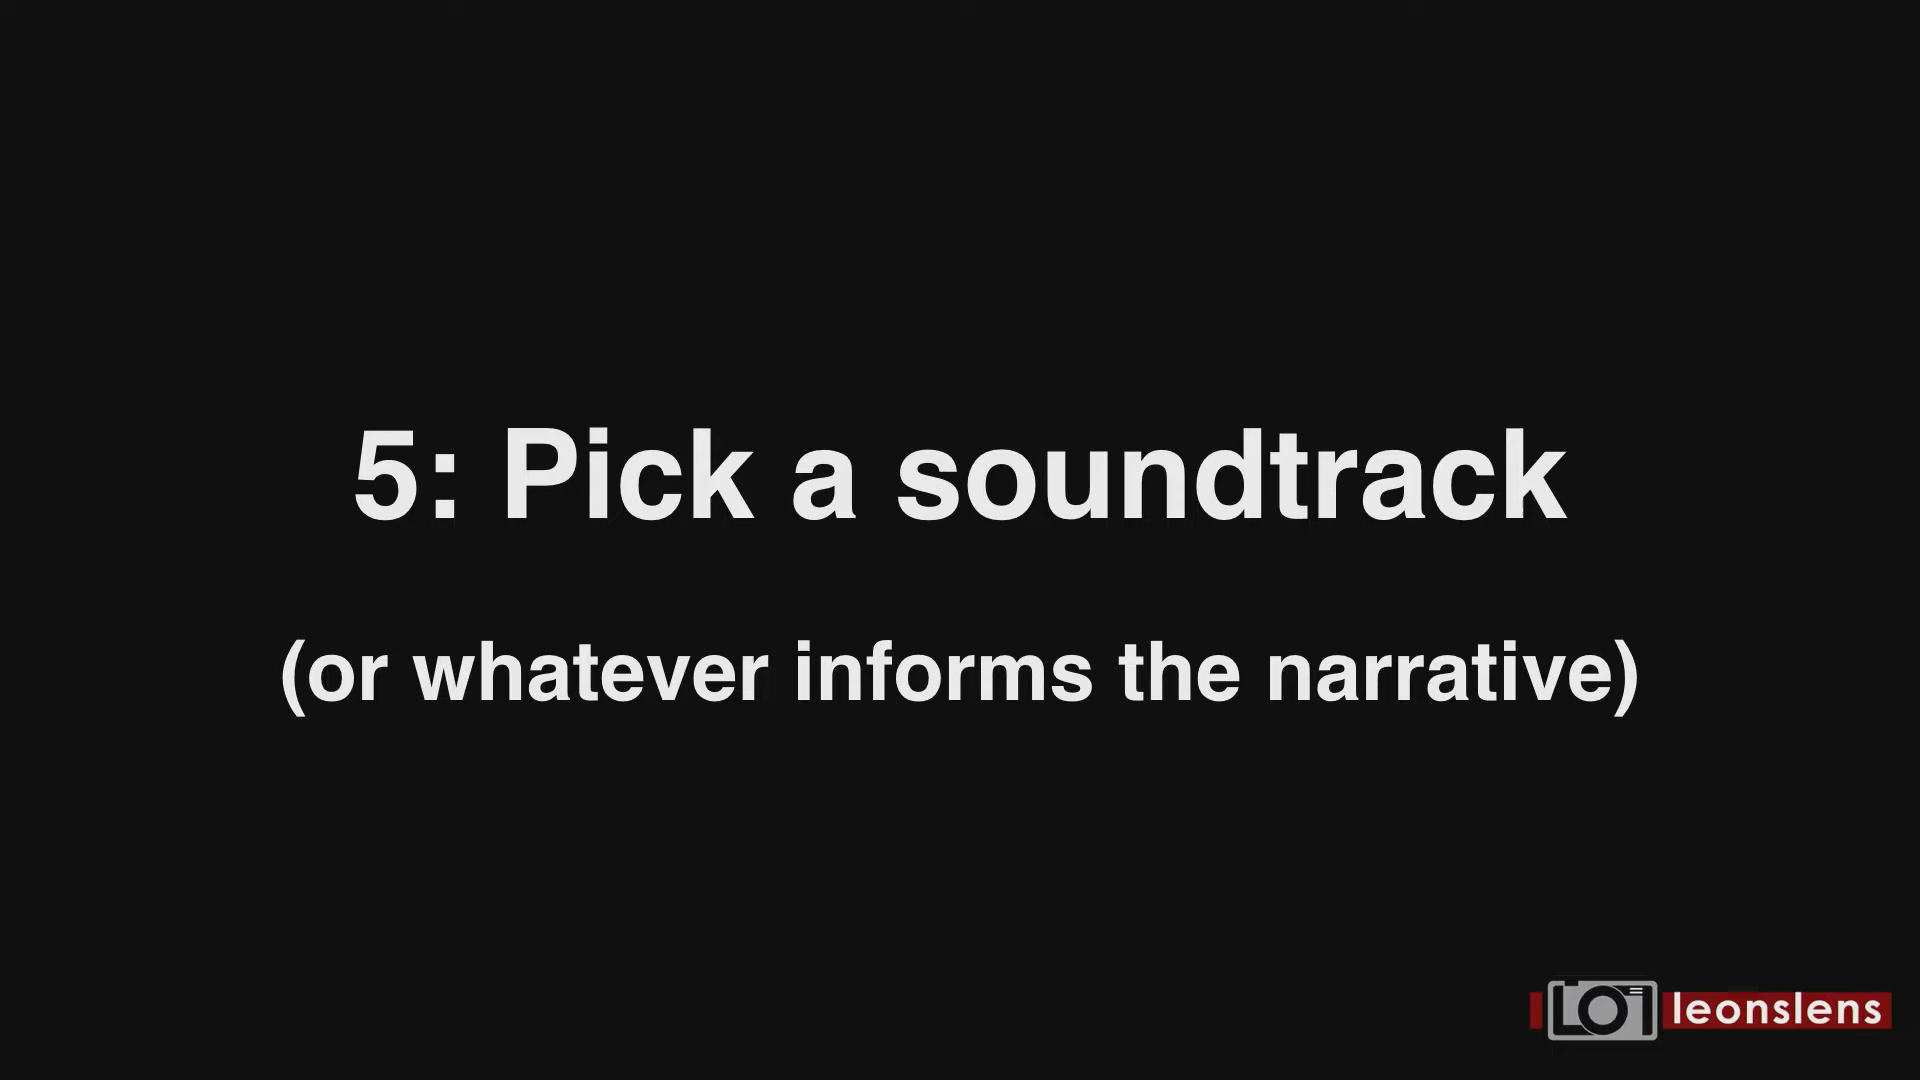 5: Pick a soundtrack
(or whatever informs the narrative)
leonslens